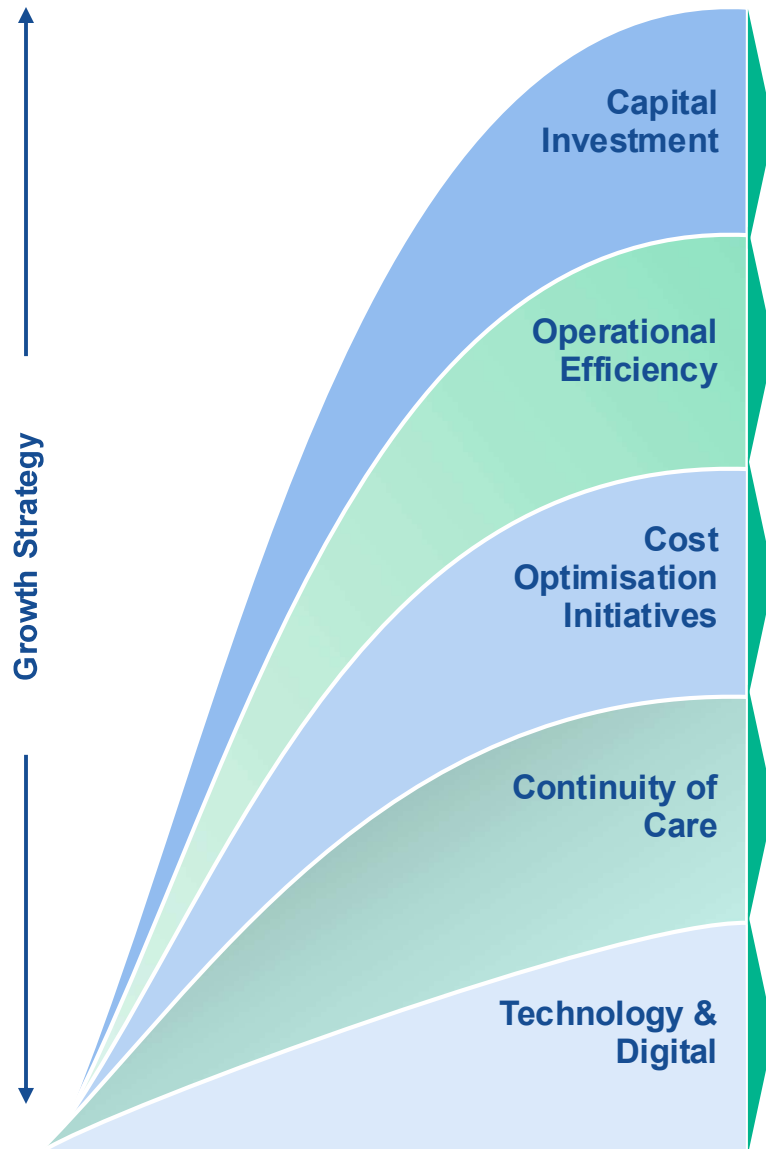 Capital
Investment
Operational
Efficiency
Growth Strategy
Cost
Optimisation
Initiatives
Continuity of
Care
Technology &
Digital